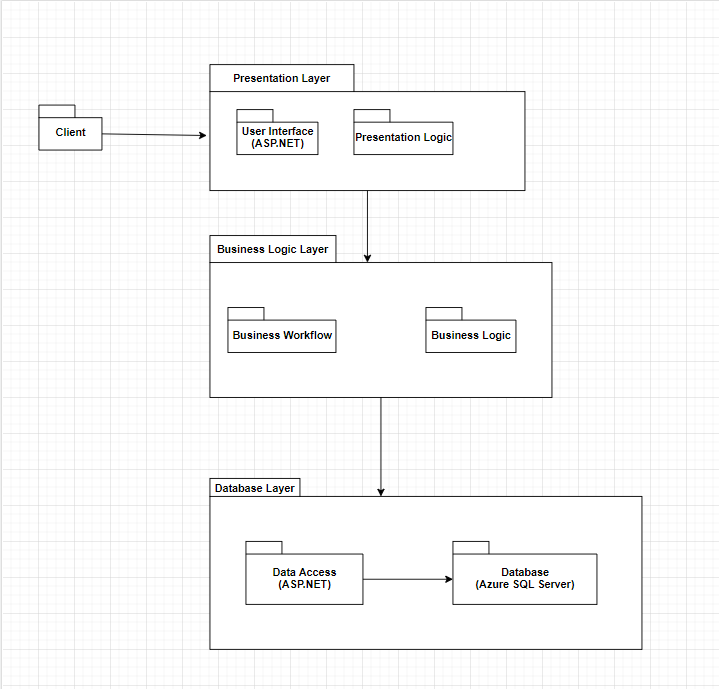 Presentation Layer
Client
User Interface
(ASP.NET)
Presentation Logic
Business Logic Layer
Business Workflow
Business Logic
Database Layer
Data Access
(ASP.NET)
Database
(Azure SQL Server)